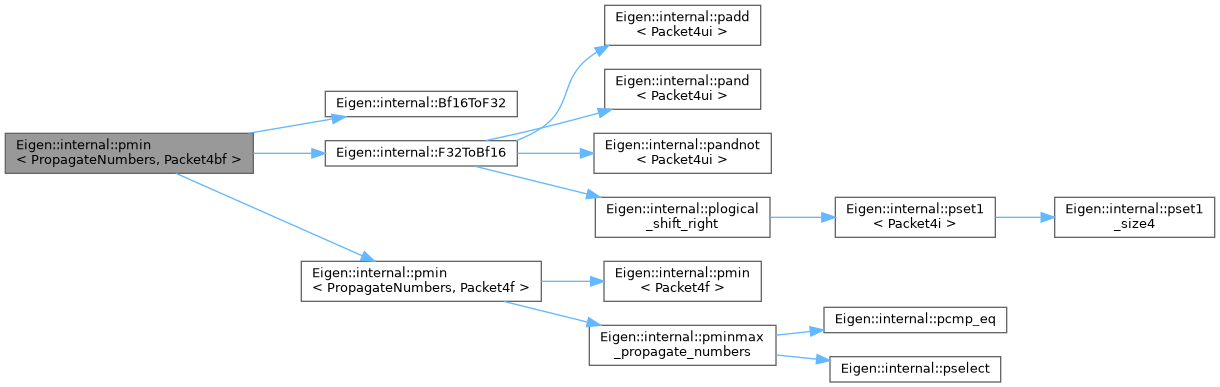 Eigen::internal::pmin
< PropagateNumbers, Packet4bf >
Eigen::internal::Bf16ToF32
Eigen::internal::F32ToBf16
Eigen::internal::padd
< Packet4ui >
Eigen::internal::pand
< Packet4ui >
Eigen::internal::pandnot
< Packet4ui >
Eigen::internal::plogical
_shift_right
Eigen::internal::pset1
< Packet4i >
Eigen::internal::pset1
_size4
Eigen::internal::pmin
< PropagateNumbers, Packet4f >
Eigen::internal::pmin
< Packet4f >
Eigen::internal::pminmax
_propagate_numbers
Eigen::internal::pcmp_eq
Eigen::internal::pselect